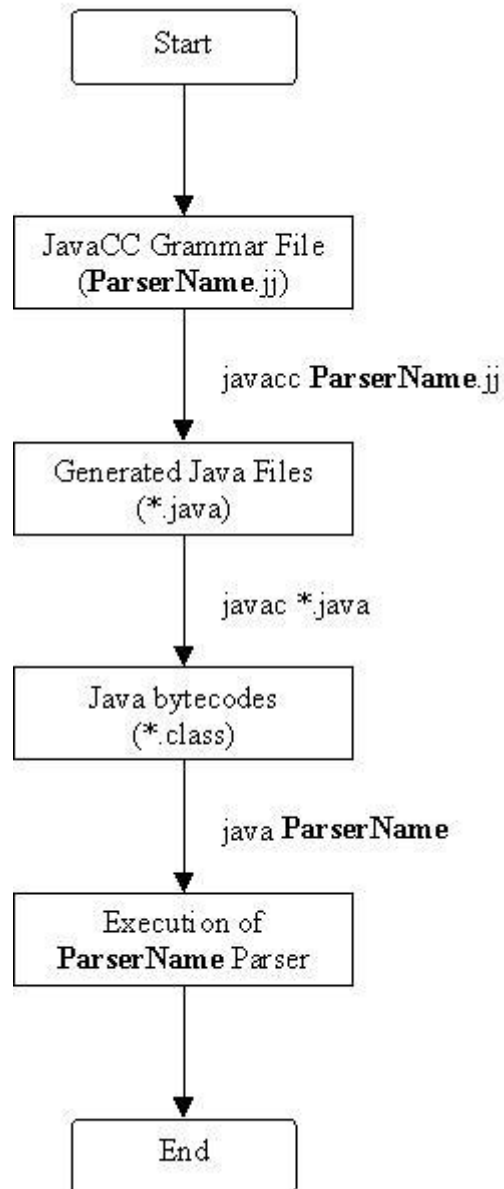 Start
JavaCC Grammar File
(ParserName.jj)
javacc ParserName.jj
Generated Java Files
(*.java)
javac *.java
Java bytecodes
(*.class)
java ParserName
Execution of
ParserName Parser
End